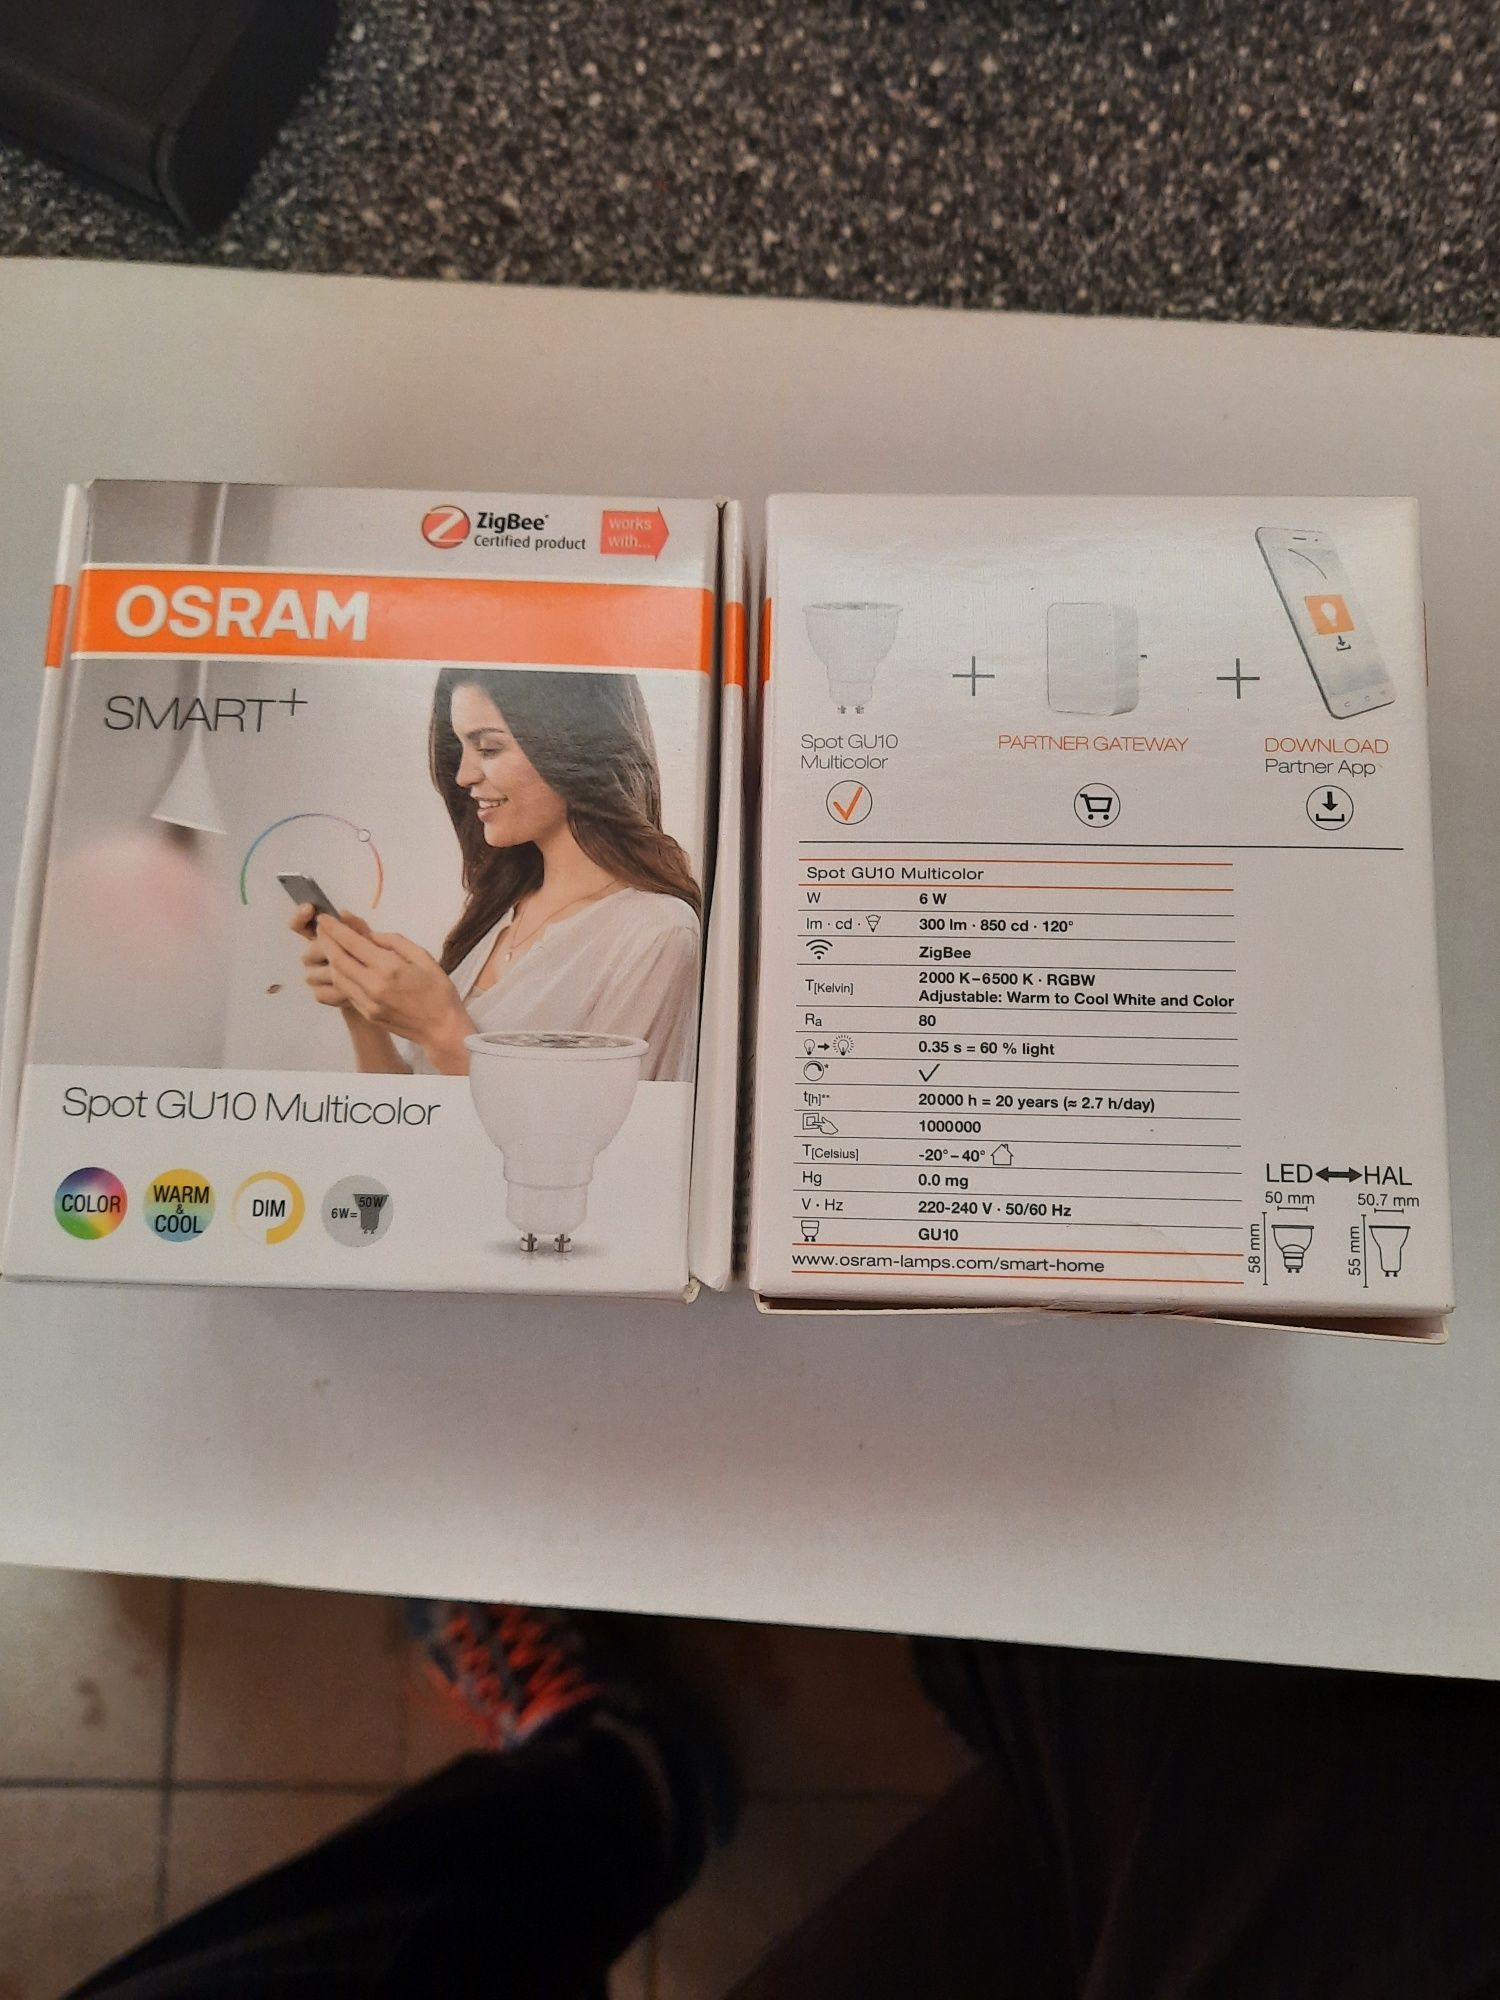 ZigBee®
Certified product
works
with...
OSRAM
SMART+
Spot GU10 Multicolor
COLOR
WARM
&
COOL
DIM
6W=
50W
Spot GU10
Multicolor
PARTNER GATEWAY
DOWNLOAD
Partner App
Spot GU10 Multicolor
W 6 W
lm · cd · 300 lm · 850 cd · 120°
ZigBee
T[Kelvin] 2000 K–6500 K · RGBW
Adjustable: Warm to Cool White and Color
Ra 80
0.35 s = 60 % light
*
t[h]** 20000 h = 20 years (≈ 2.7 h/day)
1000000
T[Celsius] -20°–40°
Hg 0.0 mg
V · Hz 220-240 V · 50/60 Hz
GU10
www.osram-lamps.com/smart-home
LED HAL
50 mm 50.7 mm
58 mm 55 mm